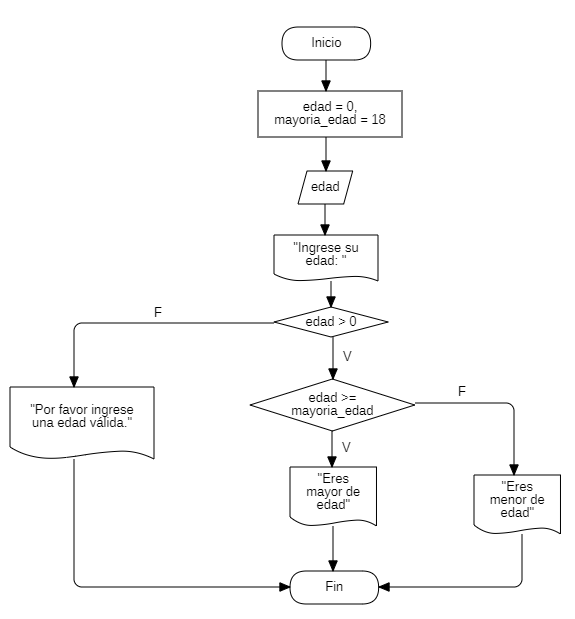 Inicio
edad = 0,
mayoria_edad = 18
edad
"Ingrese su
edad: "
edad > 0
F
V
"Por favor ingrese
una edad válida."
edad >=
mayoria_edad
F
V
"Eres
mayor de
edad"
"Eres
menor de
edad"
Fin